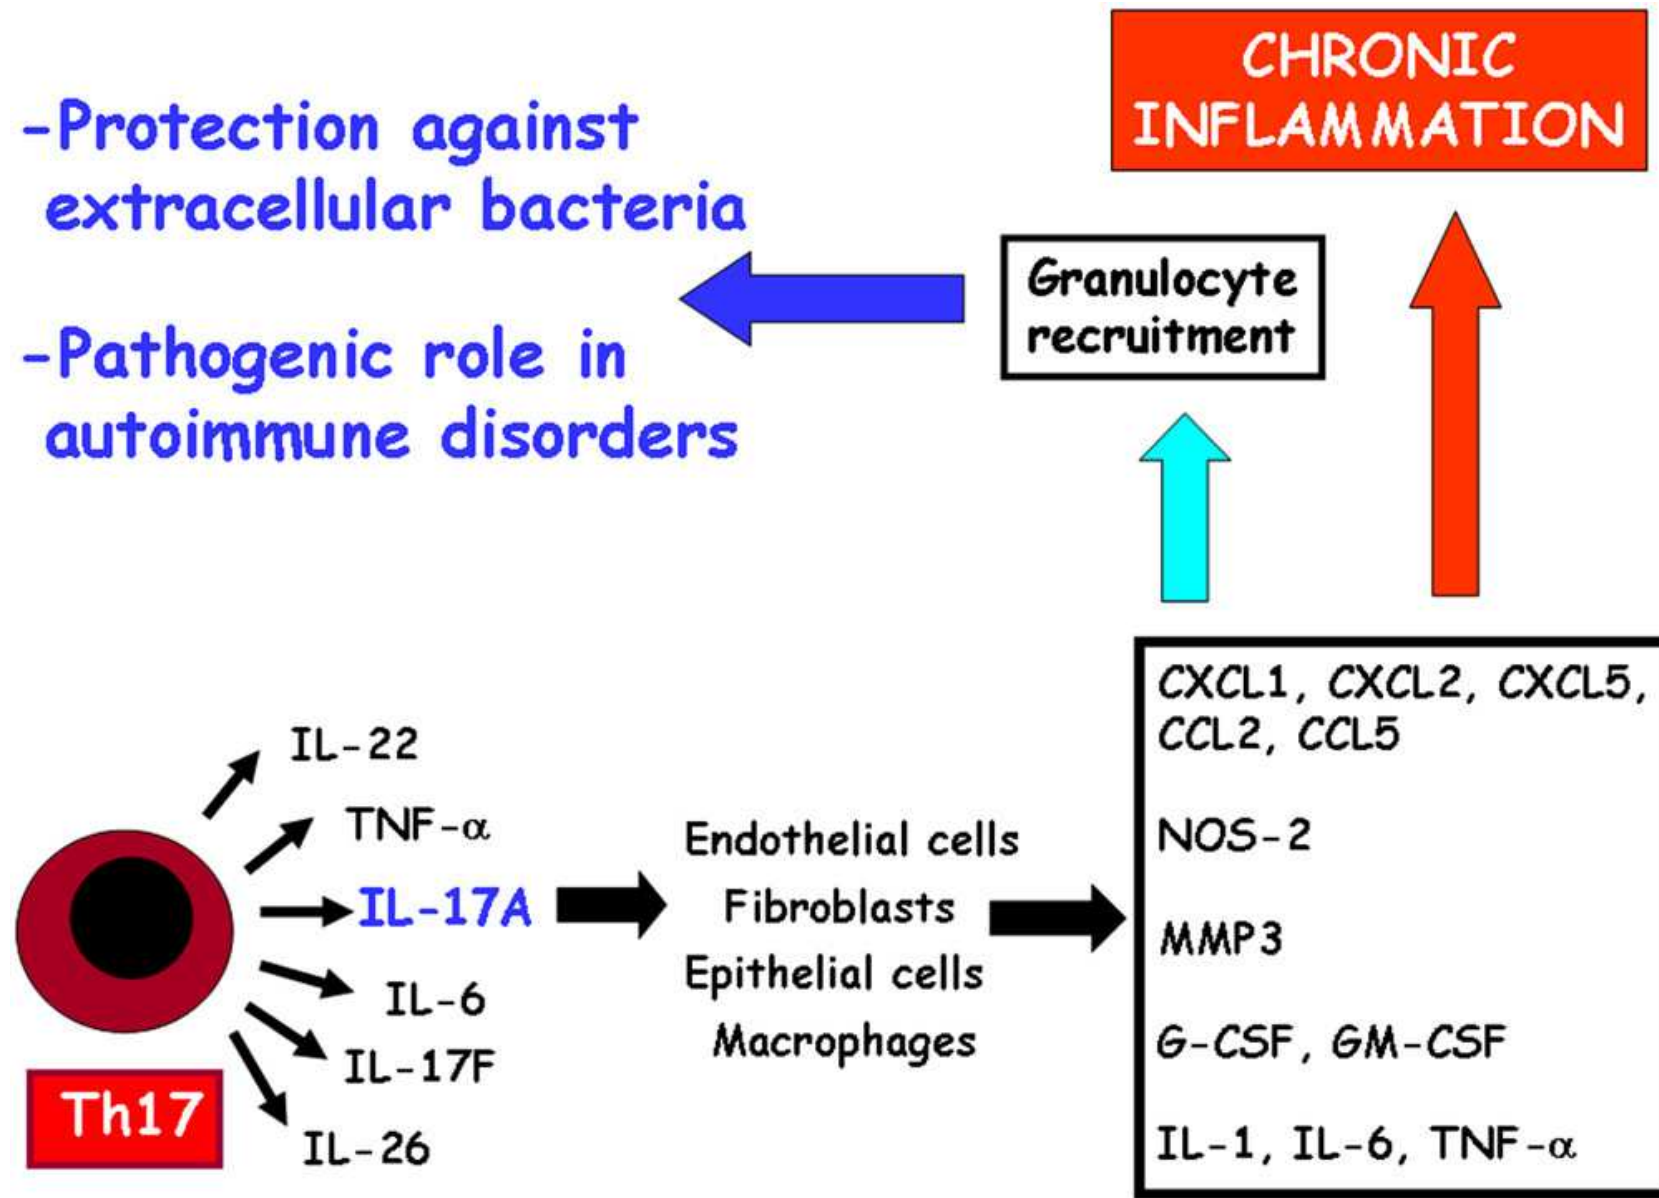 CHRONIC
INFLAMMATION
-Protection against
extracellular bacteria
-Pathogenic role in
autoimmune disorders
Granulocyte
recruitment
IL-22
TNF-α
IL-17A
IL-6
IL-17F
IL-26
Th17
Endothelial cells
Fibroblasts
Epithelial cells
Macrophages
CXCL1, CXCL2, CXCL5,
CCL2, CCL5
NOS-2
MMP3
G-CSF, GM-CSF
IL-1, IL-6, TNF-α